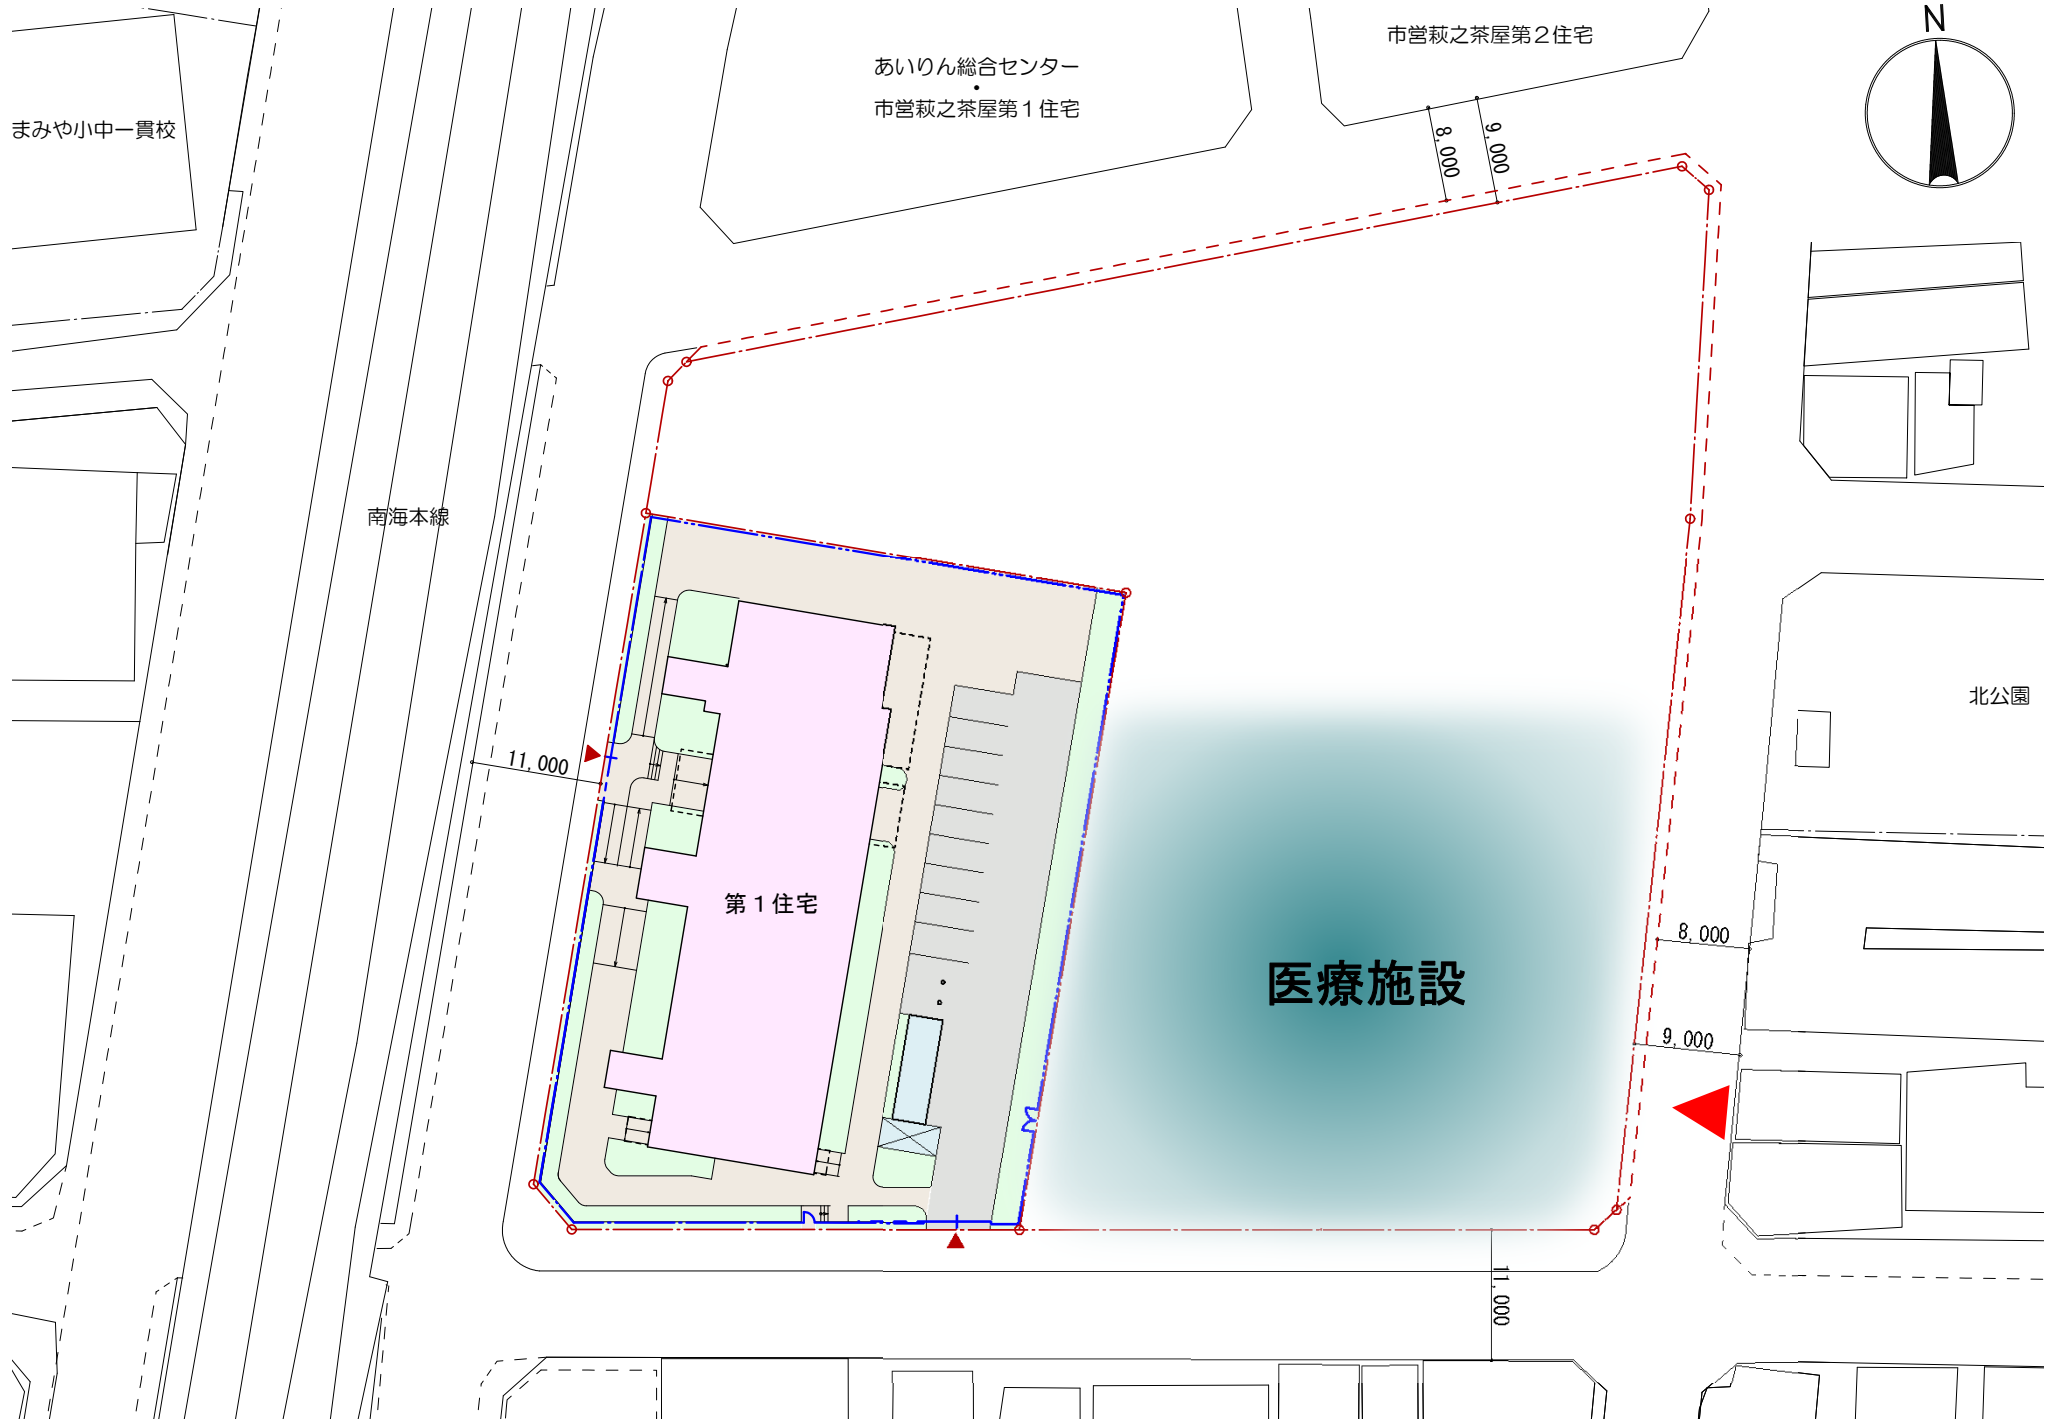 市営萩之茶屋第2住宅
N
あいりん総合センター
・
市営萩之茶屋第1住宅
まみや小中一貫校
8,000
9,000
南海本線
北公園
11,000
第1住宅
8,000
医療施設
9,000
11,000